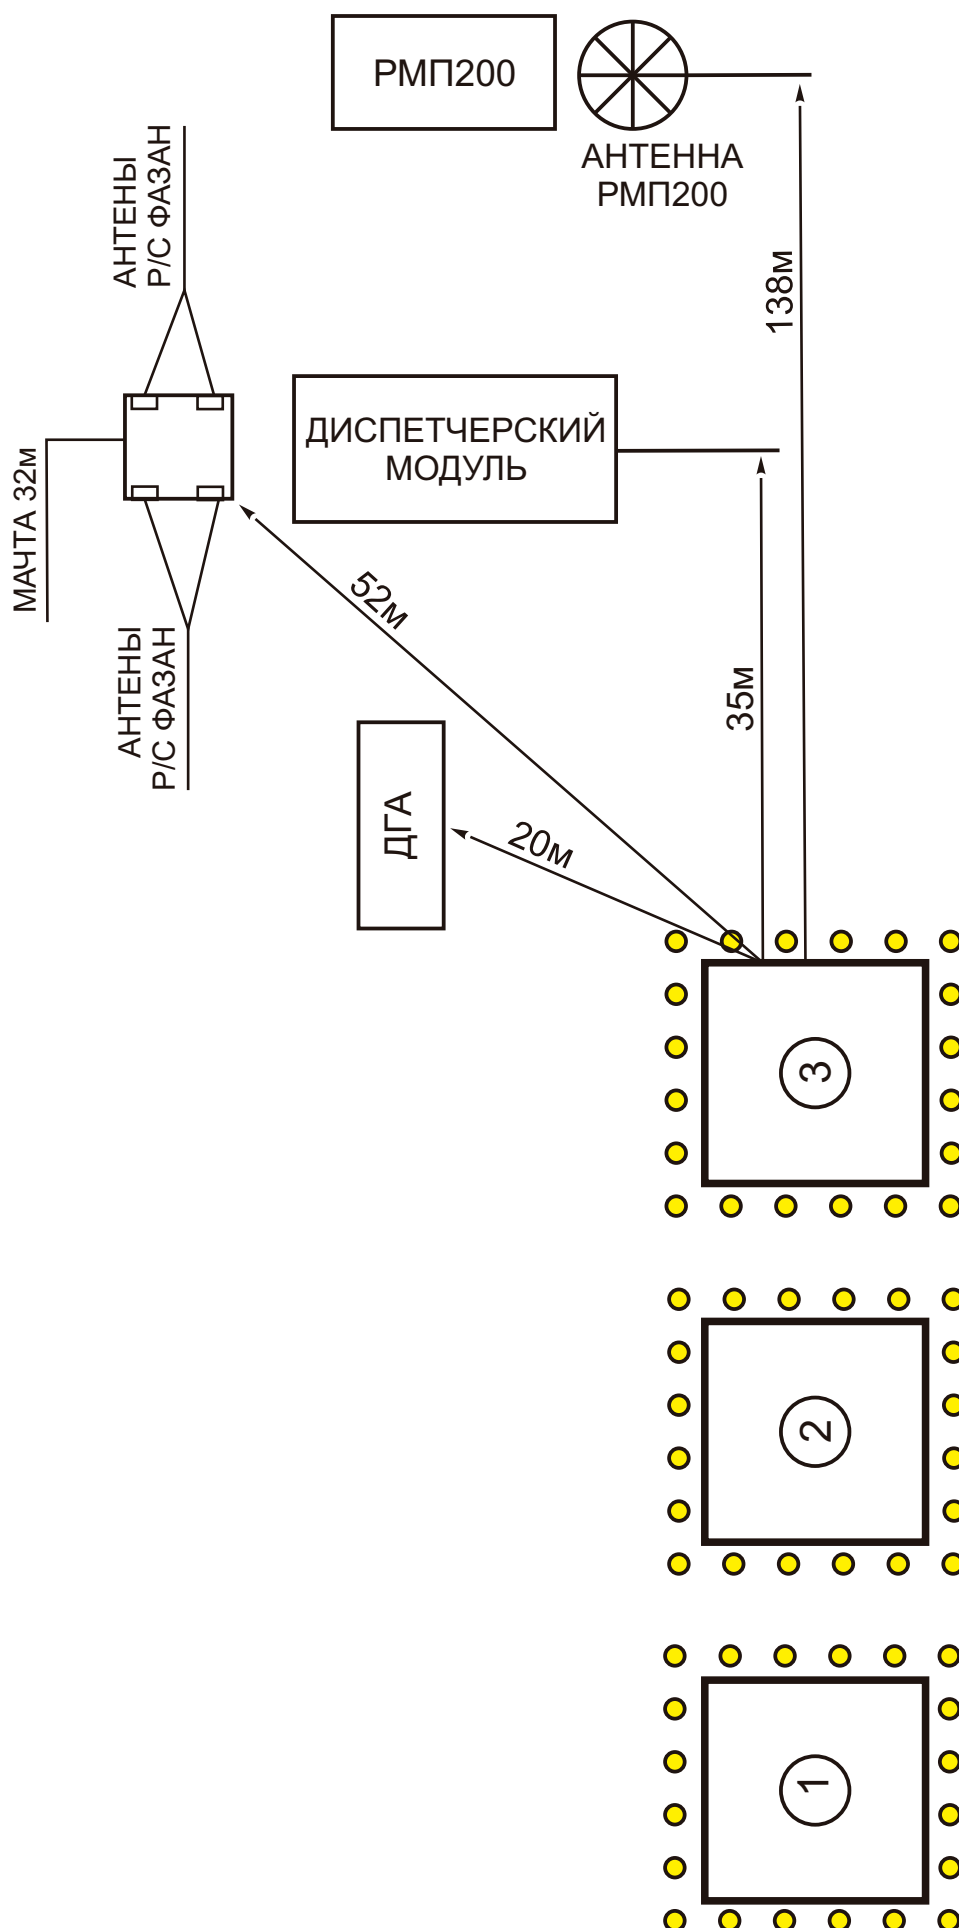 РМП200
АНТЕННА
РМП200
АНТЕНЫ
Р/С ФАЗАН
138м
ДИСПЕТЧЕРСКИЙ
МОДУЛЬ
МАЧТА 32м
52м
АНТЕНЫ
Р/С ФАЗАН
35м
ДГА
20м
3
2
1